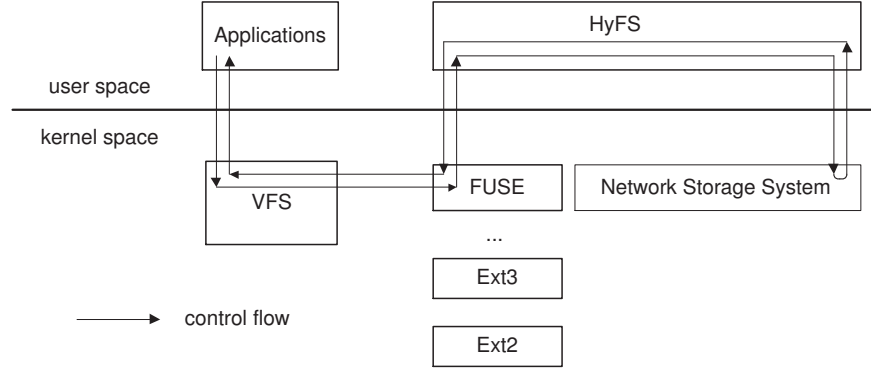 Applications
HyFS
user space
kernel space
VFS
FUSE
Network Storage System
...
Ext3
control flow
Ext2